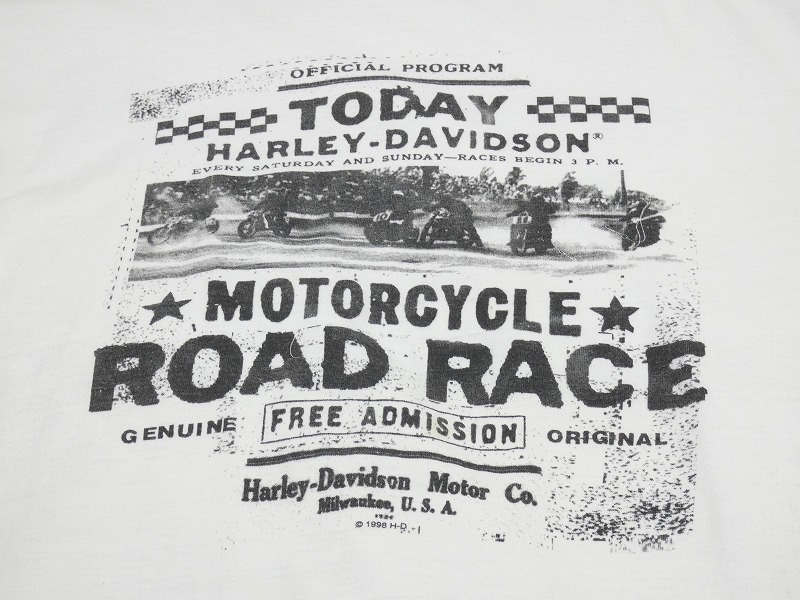 OFFICIAL PROGRAM
TODAY
HARLEY-DAVIDSON®
EVERY SATURDAY AND SUNDAY—RACES BEGIN 3 P. M.
MOTORCYCLE
ROAD RACE
GENUINE FREE ADMISSION ORIGINAL
Harley-Davidson Motor Co.
Milwaukee, U. S. A.
© 1998 H-D